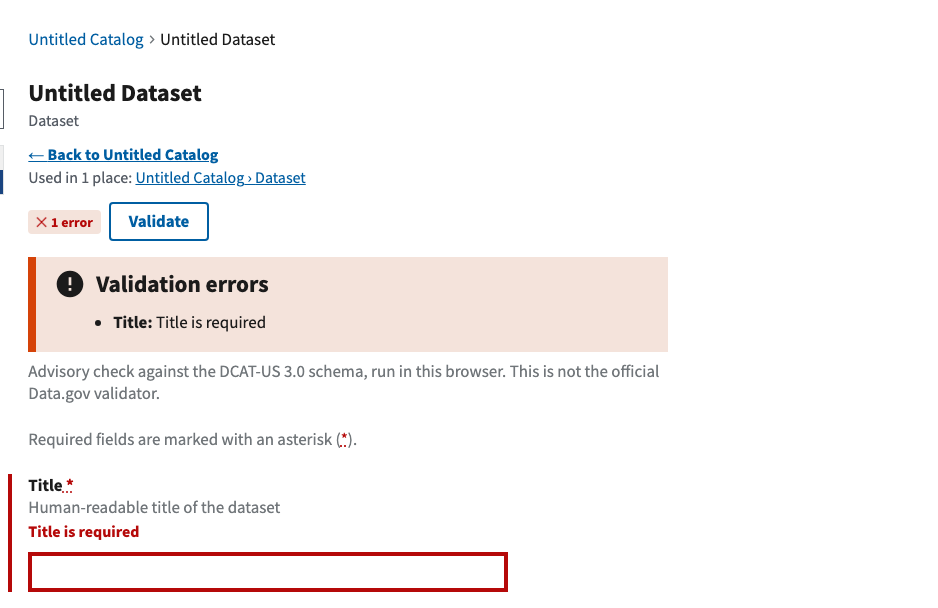 Untitled Catalog › Untitled Dataset
Untitled Dataset
Dataset
← Back to Untitled Catalog
Used in 1 place: Untitled Catalog › Dataset
✕ 1 error Validate
! Validation errors
• Title: Title is required
Advisory check against the DCAT-US 3.0 schema, run in this browser. This is not the official
Data.gov validator.
Required fields are marked with an asterisk (*).
Title *
Human-readable title of the dataset
Title is required